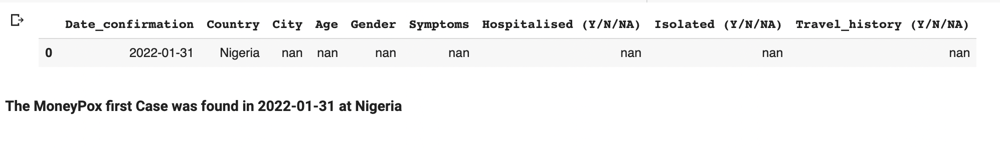 Date_confirmation Country City Age Gender Symptoms Hospitalised (Y/N/NA) Isolated (Y/N/NA) Travel_history (Y/N/NA)
0 2022-01-31 Nigeria nan nan nan nan nan nan nan
The MoneyPox first Case was found in 2022-01-31 at Nigeria